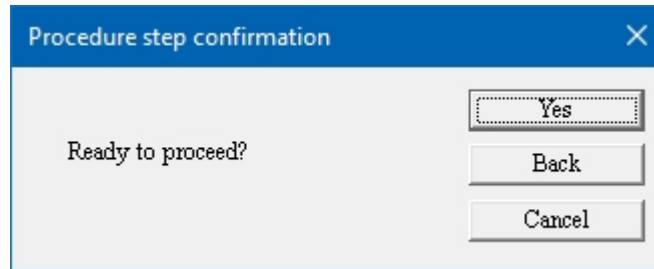 Procedure step confirmation
Ready to proceed?
Yes
Back
Cancel